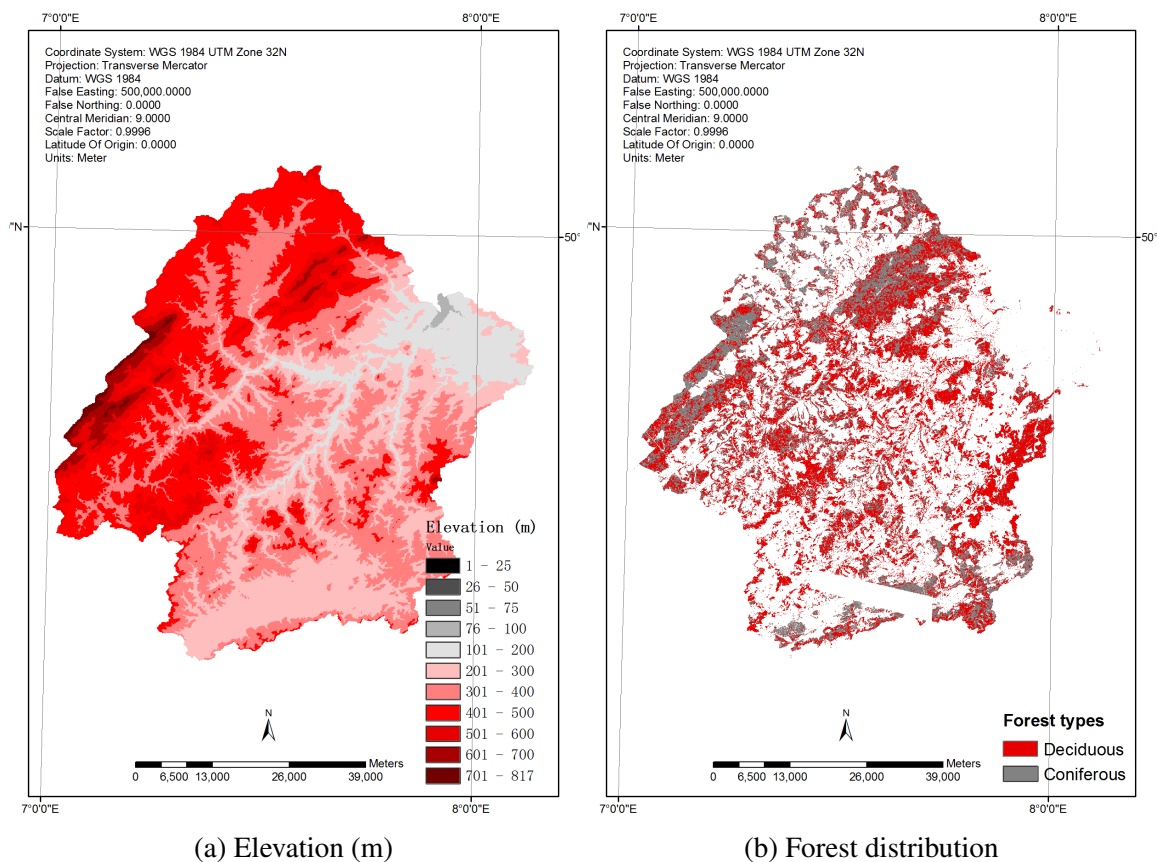 7°0'0"E
8°0'0"E
Coordinate System: WGS 1984 UTM Zone 32N
Projection: Transverse Mercator
Datum: WGS 1984
False Easting: 500,000.0000
False Northing: 0.0000
Central Meridian: 9.0000
Scale Factor: 0.9996
Latitude Of Origin: 0.0000
Units: Meter
'"N
50°
Elevation (m)
Value
1 - 25
26 - 50
51 - 75
76 - 100
101 - 200
201 - 300
301 - 400
401 - 500
501 - 600
601 - 700
701 - 817
N
Meters
0 6,500 13,000 26,000 39,000
7°0'0"E
8°0'0"E
(a) Elevation (m)
7°0'0"E
8°0'0"E
Coordinate System: WGS 1984 UTM Zone 32N
Projection: Transverse Mercator
Datum: WGS 1984
False Easting: 500,000.0000
False Northing: 0.0000
Central Meridian: 9.0000
Scale Factor: 0.9996
Latitude Of Origin: 0.0000
Units: Meter
'"N
50°
Forest types
Deciduous
Coniferous
N
Meters
0 6,500 13,000 26,000 39,000
7°0'0"E
8°0'0"E
(b) Forest distribution